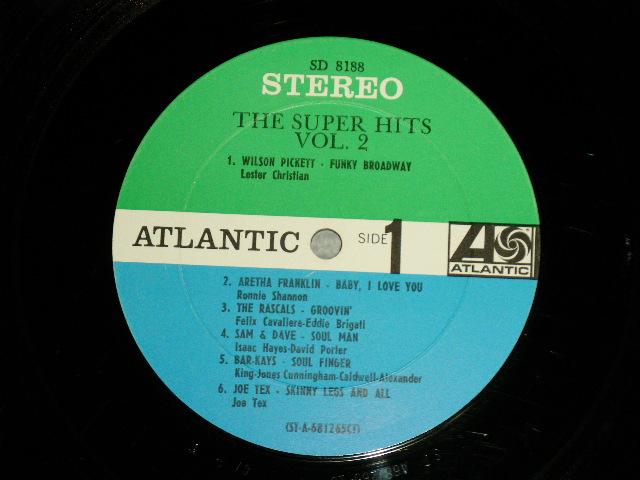 SD 8188
STEREO
THE SUPER HITS
VOL. 2
1. WILSON PICKETT - FUNKY BROADWAY
Lester Christian
ATLANTIC
SIDE 1
ATLANTIC
2. ARETHA FRANKLIN - BABY, I LOVE YOU
Ronnie Shannon
3. THE RASCALS - GROOVIN'
Felix Cavaliere-Eddie Brigati
4. SAM & DAVE - SOUL MAN
Isaac Hayes-David Porter
5. BAR-KAYS - SOUL FINGER
King-Jones-Cunningham-Caldwell-Alexander
6. JOE TEX - SKINNY LEGS AND ALL
Joe Tex
(ST-A-681265CT)